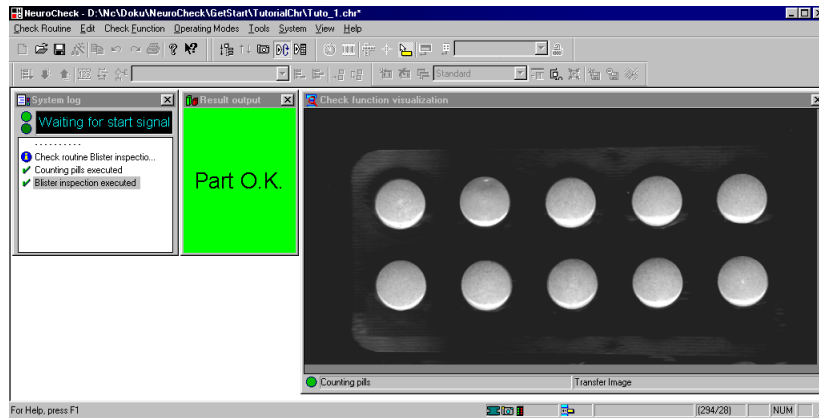 NeuroCheck - D:\Nc\Doku\NeuroCheck\GetStart\TutorialChr\Tuto_1.chr*
Check Routine Edit Check Function Operating Modes Tools System View Help
Standard
System log
Waiting for start signal
. . . . . . . . . .
Check routine Blister inspectio...
Counting pills executed
Blister inspection executed
Result output
Part O.K.
Check function visualization
Counting pills
Transfer Image
For Help, press F1
(294/28)
NUM